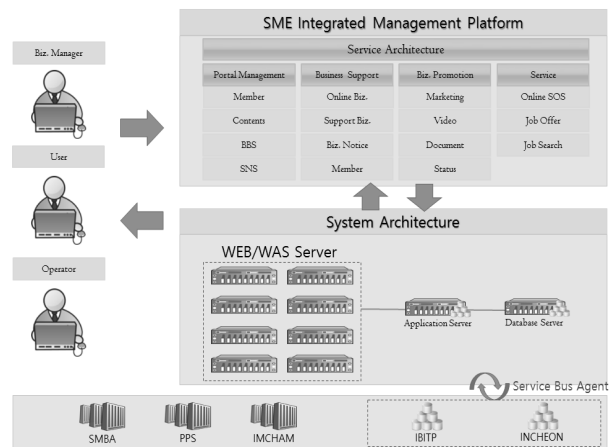 SME Integrated Management Platform
Service Architecture
Biz. Manager
User
Operator
Portal Management
Member
Contents
BBS
SNS
Business Support
Online Biz.
Support Biz.
Biz. Notice
Member
Biz. Promotion
Marketing
Video
Document
Status
Service
Online SOS
Job Offer
Job Search
System Architecture
WEB/WAS Server
Application Server
Database Server
Service Bus Agent
SMBA
PPS
IMCHAM
IBITP
INCHEON